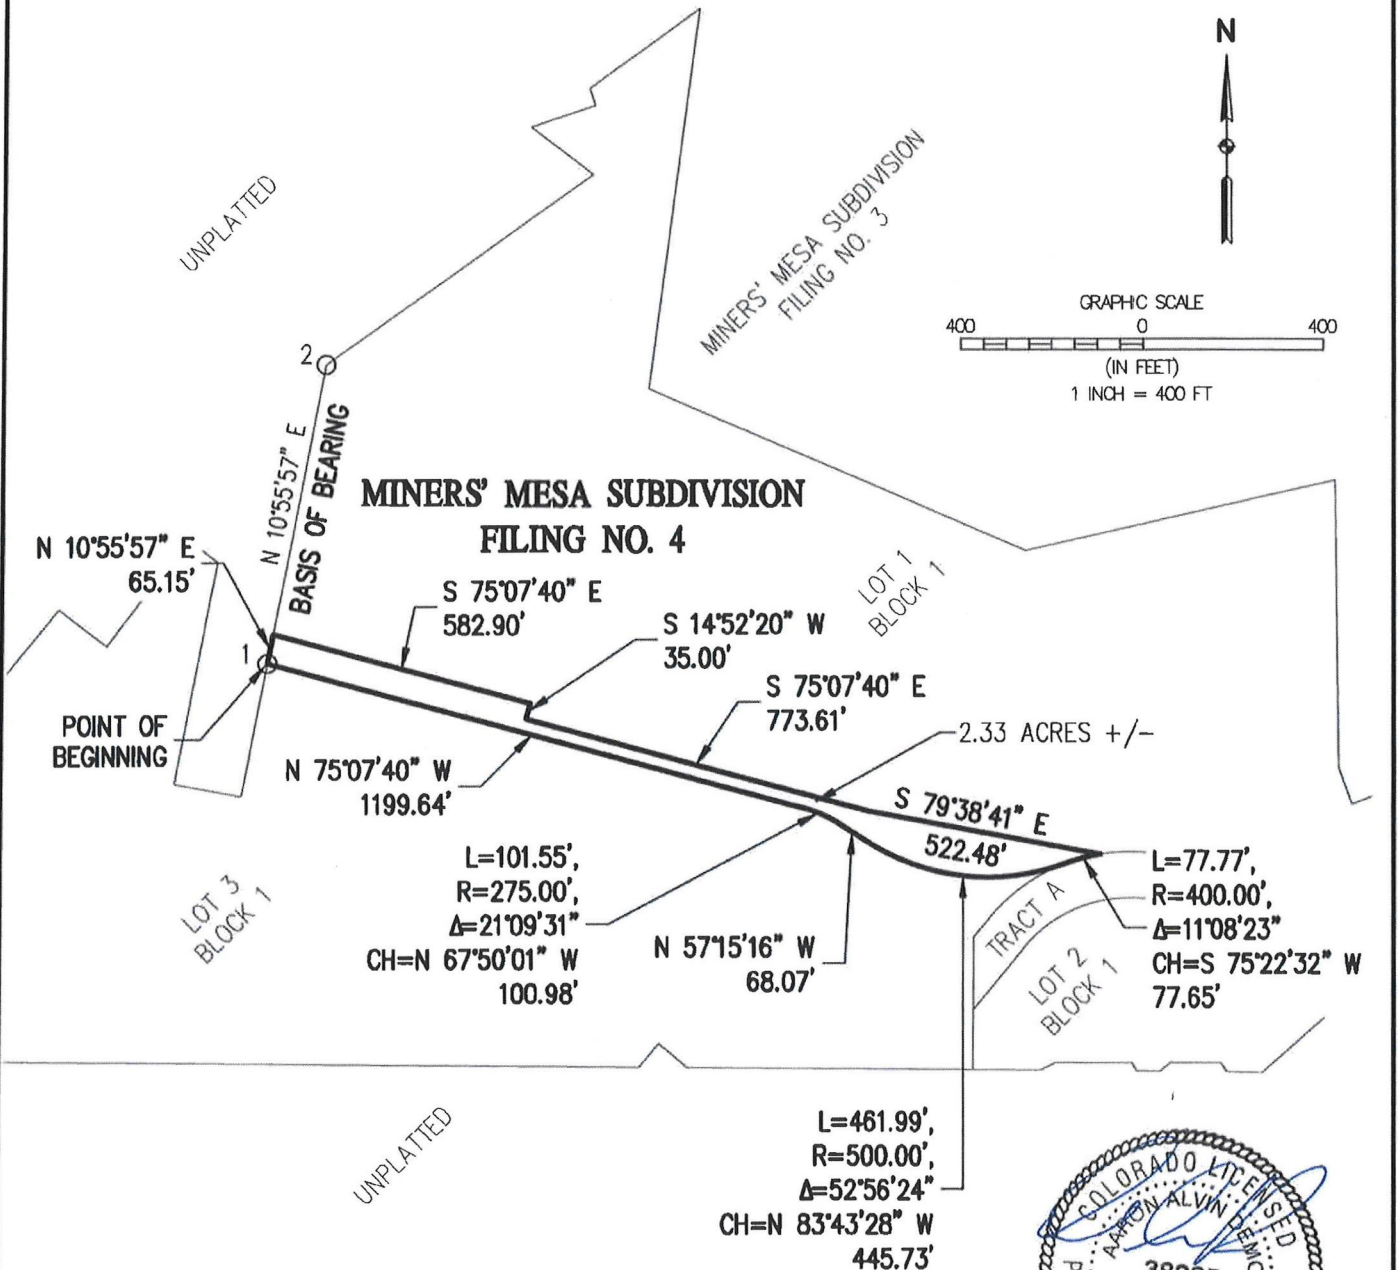 N
UNPLATTED
MINERS' MESA SUBDIVISION
FILING NO. 3
GRAPHIC SCALE
400 0 400
(IN FEET)
1 INCH = 400 FT
2
N 10°55'57" E
BASIS OF BEARING
MINERS' MESA SUBDIVISION
FILING NO. 4
N 10°55'57" E
65.15'
S 75°07'40" E
582.90'
LOT 1
BLOCK 1
S 14°52'20" W
35.00'
1
S 75°07'40" E
773.61'
POINT OF
BEGINNING
2.33 ACRES +/-
N 75°07'40" W
1199.64'
S 79°38'41" E
522.48'
L=101.55',
R=275.00',
Δ=21°09'31"
CH=N 67°50'01" W
100.98'
L=77.77',
R=400.00',
Δ=11°08'23"
CH=S 75°22'32" W
77.65'
LOT 3
BLOCK 1
TRACT A
N 57°15'16" W
68.07'
LOT 2
BLOCK 1
UNPLATTED
L=461.99',
R=500.00',
Δ=52°56'24"
CH=N 83°43'28" W
445.73'
COLORADO LICENSED
AARON ALVIN